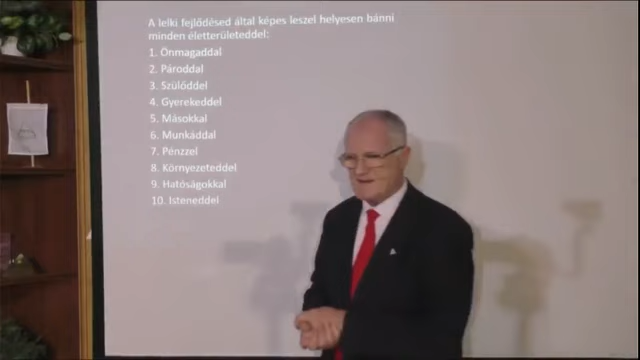 A lelki fejlődésed által képes leszel helyesen bánni
minden életterületeddel:
1. Önmagaddal
2. Pároddal
3. Szülőddel
4. Gyerekeddel
5. Másokkal
6. Munkáddal
7. Pénzzel
8. Környezeteddel
9. Hatóságokkal
10. Isteneddel